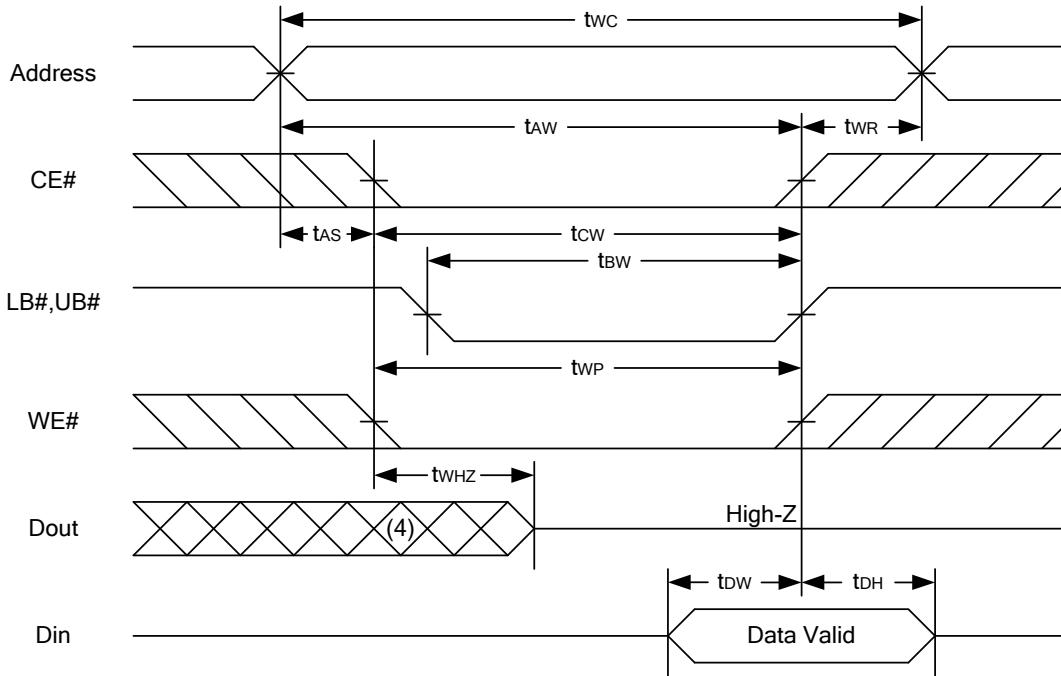 tWC
Address
tAW
tWR
CE#
tAS
tCW
tBW
LB#,UB#
tWP
WE#
tWHZ
Dout
(4)
High-Z
tDW
tDH
Din
Data Valid